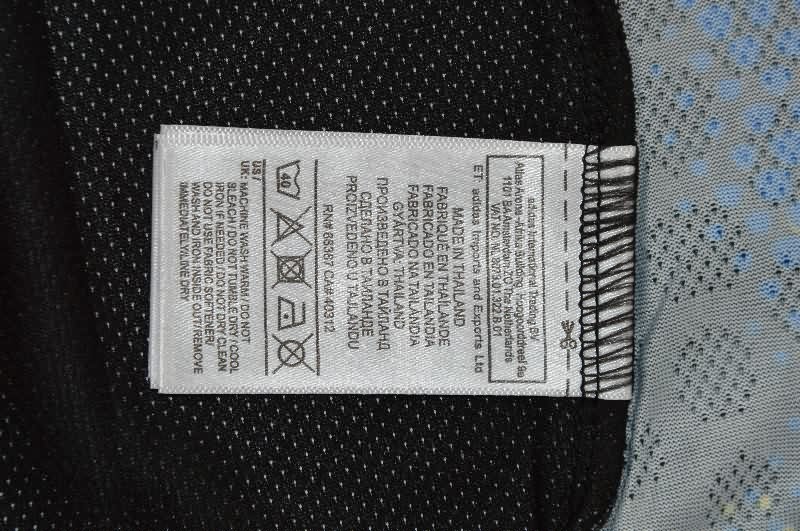 adidas International Trading BV
Atlas Arena Afrika Building, Hoogoorddreef 9a
1101 BA Amsterdam ZO, The Netherlands
VAT NO. NL 8073.01.322.B.01
ET: adidas Imports and Exports Ltd
MADE IN THAILAND
FABRIQUÉ EN THAÏLANDE
FABRICADO EN TAILANDIA
FABRICADO NA TAILÂNDIA
GYÁRTVA: THAILAND
ПРОИЗВЕДЕНО В ТАЙЛАНД
СДЕЛАНО В ТАИЛАНДЕ
PROIZVEDENO U TAJLANDU
RN# 88387 CA# 40312
40
US /
UK: MACHINE WASH WARM / DO NOT
BLEACH / DO NOT TUMBLE DRY / COOL
IRON IF NEEDED / DO NOT DRY CLEAN
DO NOT USE FABRIC SOFTENER/
WASH AND IRON INSIDE OUT/REMOVE
IMMEDIATELY/LINE DRY